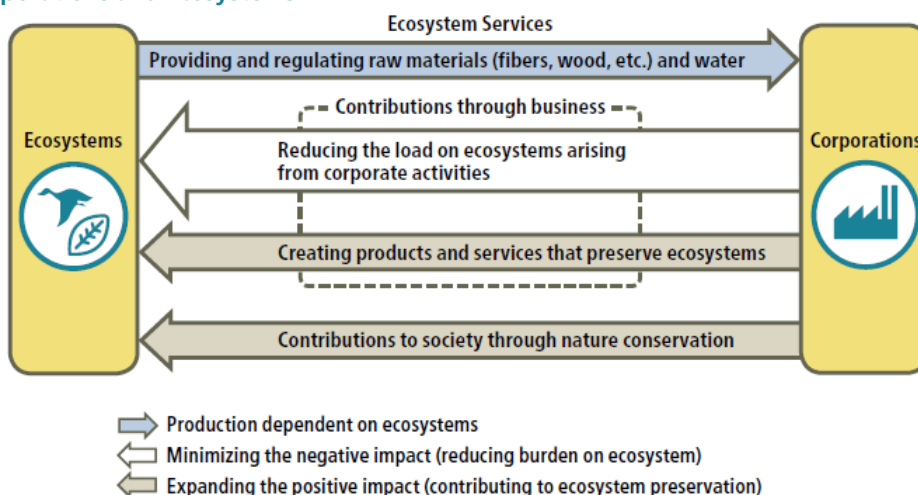 Ecosystem Services
Providing and regulating raw materials (fibers, wood, etc.) and water
Contributions through business
Ecosystems
Corporations
Reducing the load on ecosystems arising
from corporate activities
Creating products and services that preserve ecosystems
Contributions to society through nature conservation
Production dependent on ecosystems
Minimizing the negative impact (reducing burden on ecosystem)
Expanding the positive impact (contributing to ecosystem preservation)